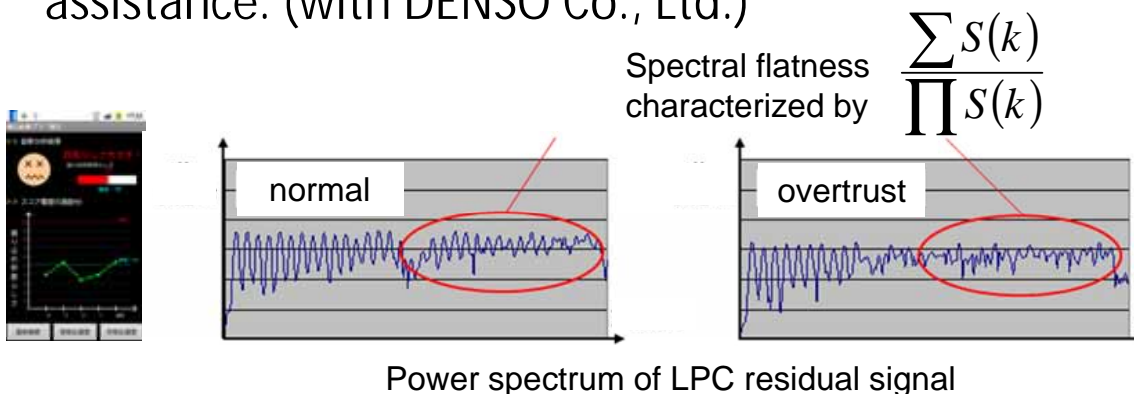 assistance. (with DENSO Co., Ltd.)
Spectral flatness
characterized by
∑ S(k)
∏ S(k)
normal
overtrust
Power spectrum of LPC residual signal